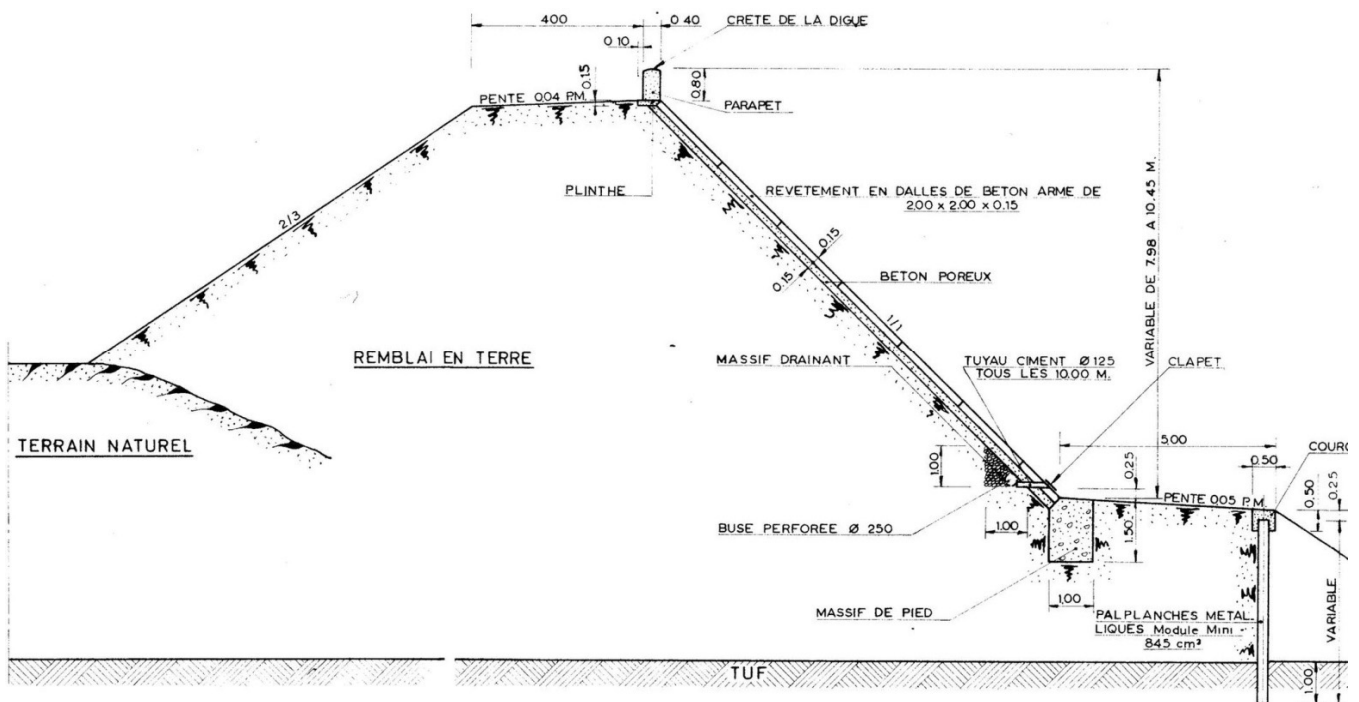 400
0.40
CRETE DE LA DIGUE
0.10
0.15
0.80
PENTE 0.04 P.M.
PARAPET
PLINTHE
REVETEMENT EN DALLES DE BETON ARME DE
2.00 x 2.00 x 0.15
2/3
0.15
0.15
BETON POREUX
VARIABLE DE 7.98 A 10.45 M.
1/1
REMBLAI EN TERRE
MASSIF DRAINANT
TUYAU CIMENT Ø 125
TOUS LES 10.00 M.
CLAPET
TERRAIN NATUREL
5.00
COURO
1.00
0.25
0.50
0.50
0.25
PENTE 005 P.M.
BUSE PERFOREE Ø 250
1.00
1.50
MASSIF DE PIED
1.00
PALPLANCHES METAL-
LIQUES Module Mini
845 cm³
VARIABLE
TUF
1.00